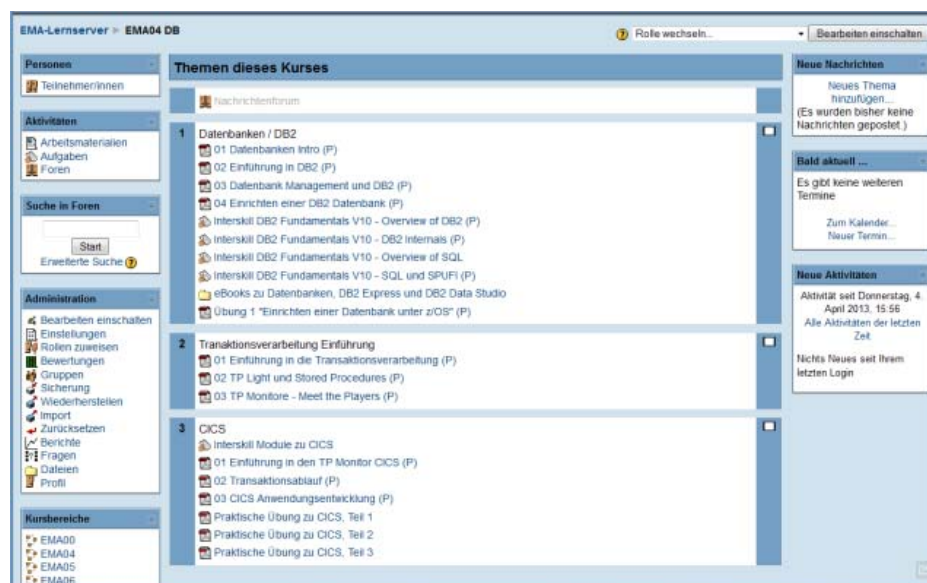 EMA-Lernserver ► EMA04 DB
Rolle wechseln...
Bearbeiten einschalten
Personen
Teilnehmer/innen
Aktivitäten
Arbeitsmaterialien
Aufgaben
Foren
Suche in Foren
Start
Erweiterte Suche
Administration
Bearbeiten einschalten
Einstellungen
Rollen zuweisen
Bewertungen
Gruppen
Sicherung
Wiederherstellen
Import
Zurücksetzen
Berichte
Fragen
Dateien
Profil
Kursbereiche
EMA00
EMA04
EMA05
EMA06
Themen dieses Kurses
Nachrichtenforum
1 Datenbanken / DB2
01 Datenbanken Intro (P)
02 Einführung in DB2 (P)
03 Datenbank Management und DB2 (P)
04 Einrichten einer DB2 Datenbank (P)
Interskill DB2 Fundamentals V10 - Overview of DB2 (P)
Interskill DB2 Fundamentals V10 - DB2 Internals (P)
Interskill DB2 Fundamentals V10 - Overview of SQL
Interskill DB2 Fundamentals V10 - SQL und SPUFI (P)
eBooks zu Datenbanken, DB2 Express und DB2 Data Studio
Übung 1 "Einrichten einer Datenbank unter z/OS" (P)
2 Tranaktionsverarbeitung Einführung
01 Einführung in die Transaktionsverarbeitung (P)
02 TP Light und Stored Procedures (P)
03 TP Monitore - Meet the Players (P)
3 CICS
Interskill Module zu CICS
01 Einführung in den TP Monitor CICS (P)
02 Transaktionsablauf (P)
03 CICS Anwendungsentwicklung (P)
Praktische Übung zu CICS, Teil 1
Praktische Übung zu CICS, Teil 2
Praktische Übung zu CICS, Teil 3
Neue Nachrichten
Neues Thema
hinzufügen...
(Es wurden bisher keine
Nachrichten gepostet.)
Bald aktuell ...
Es gibt keine weiteren
Termine
Zum Kalender...
Neuer Termin...
Neue Aktivitäten
Aktivität seit Donnerstag, 4.
April 2013, 15:56
Alle Aktivitäten der letzten
Zeit
Nichts Neues seit Ihrem
letzten Login